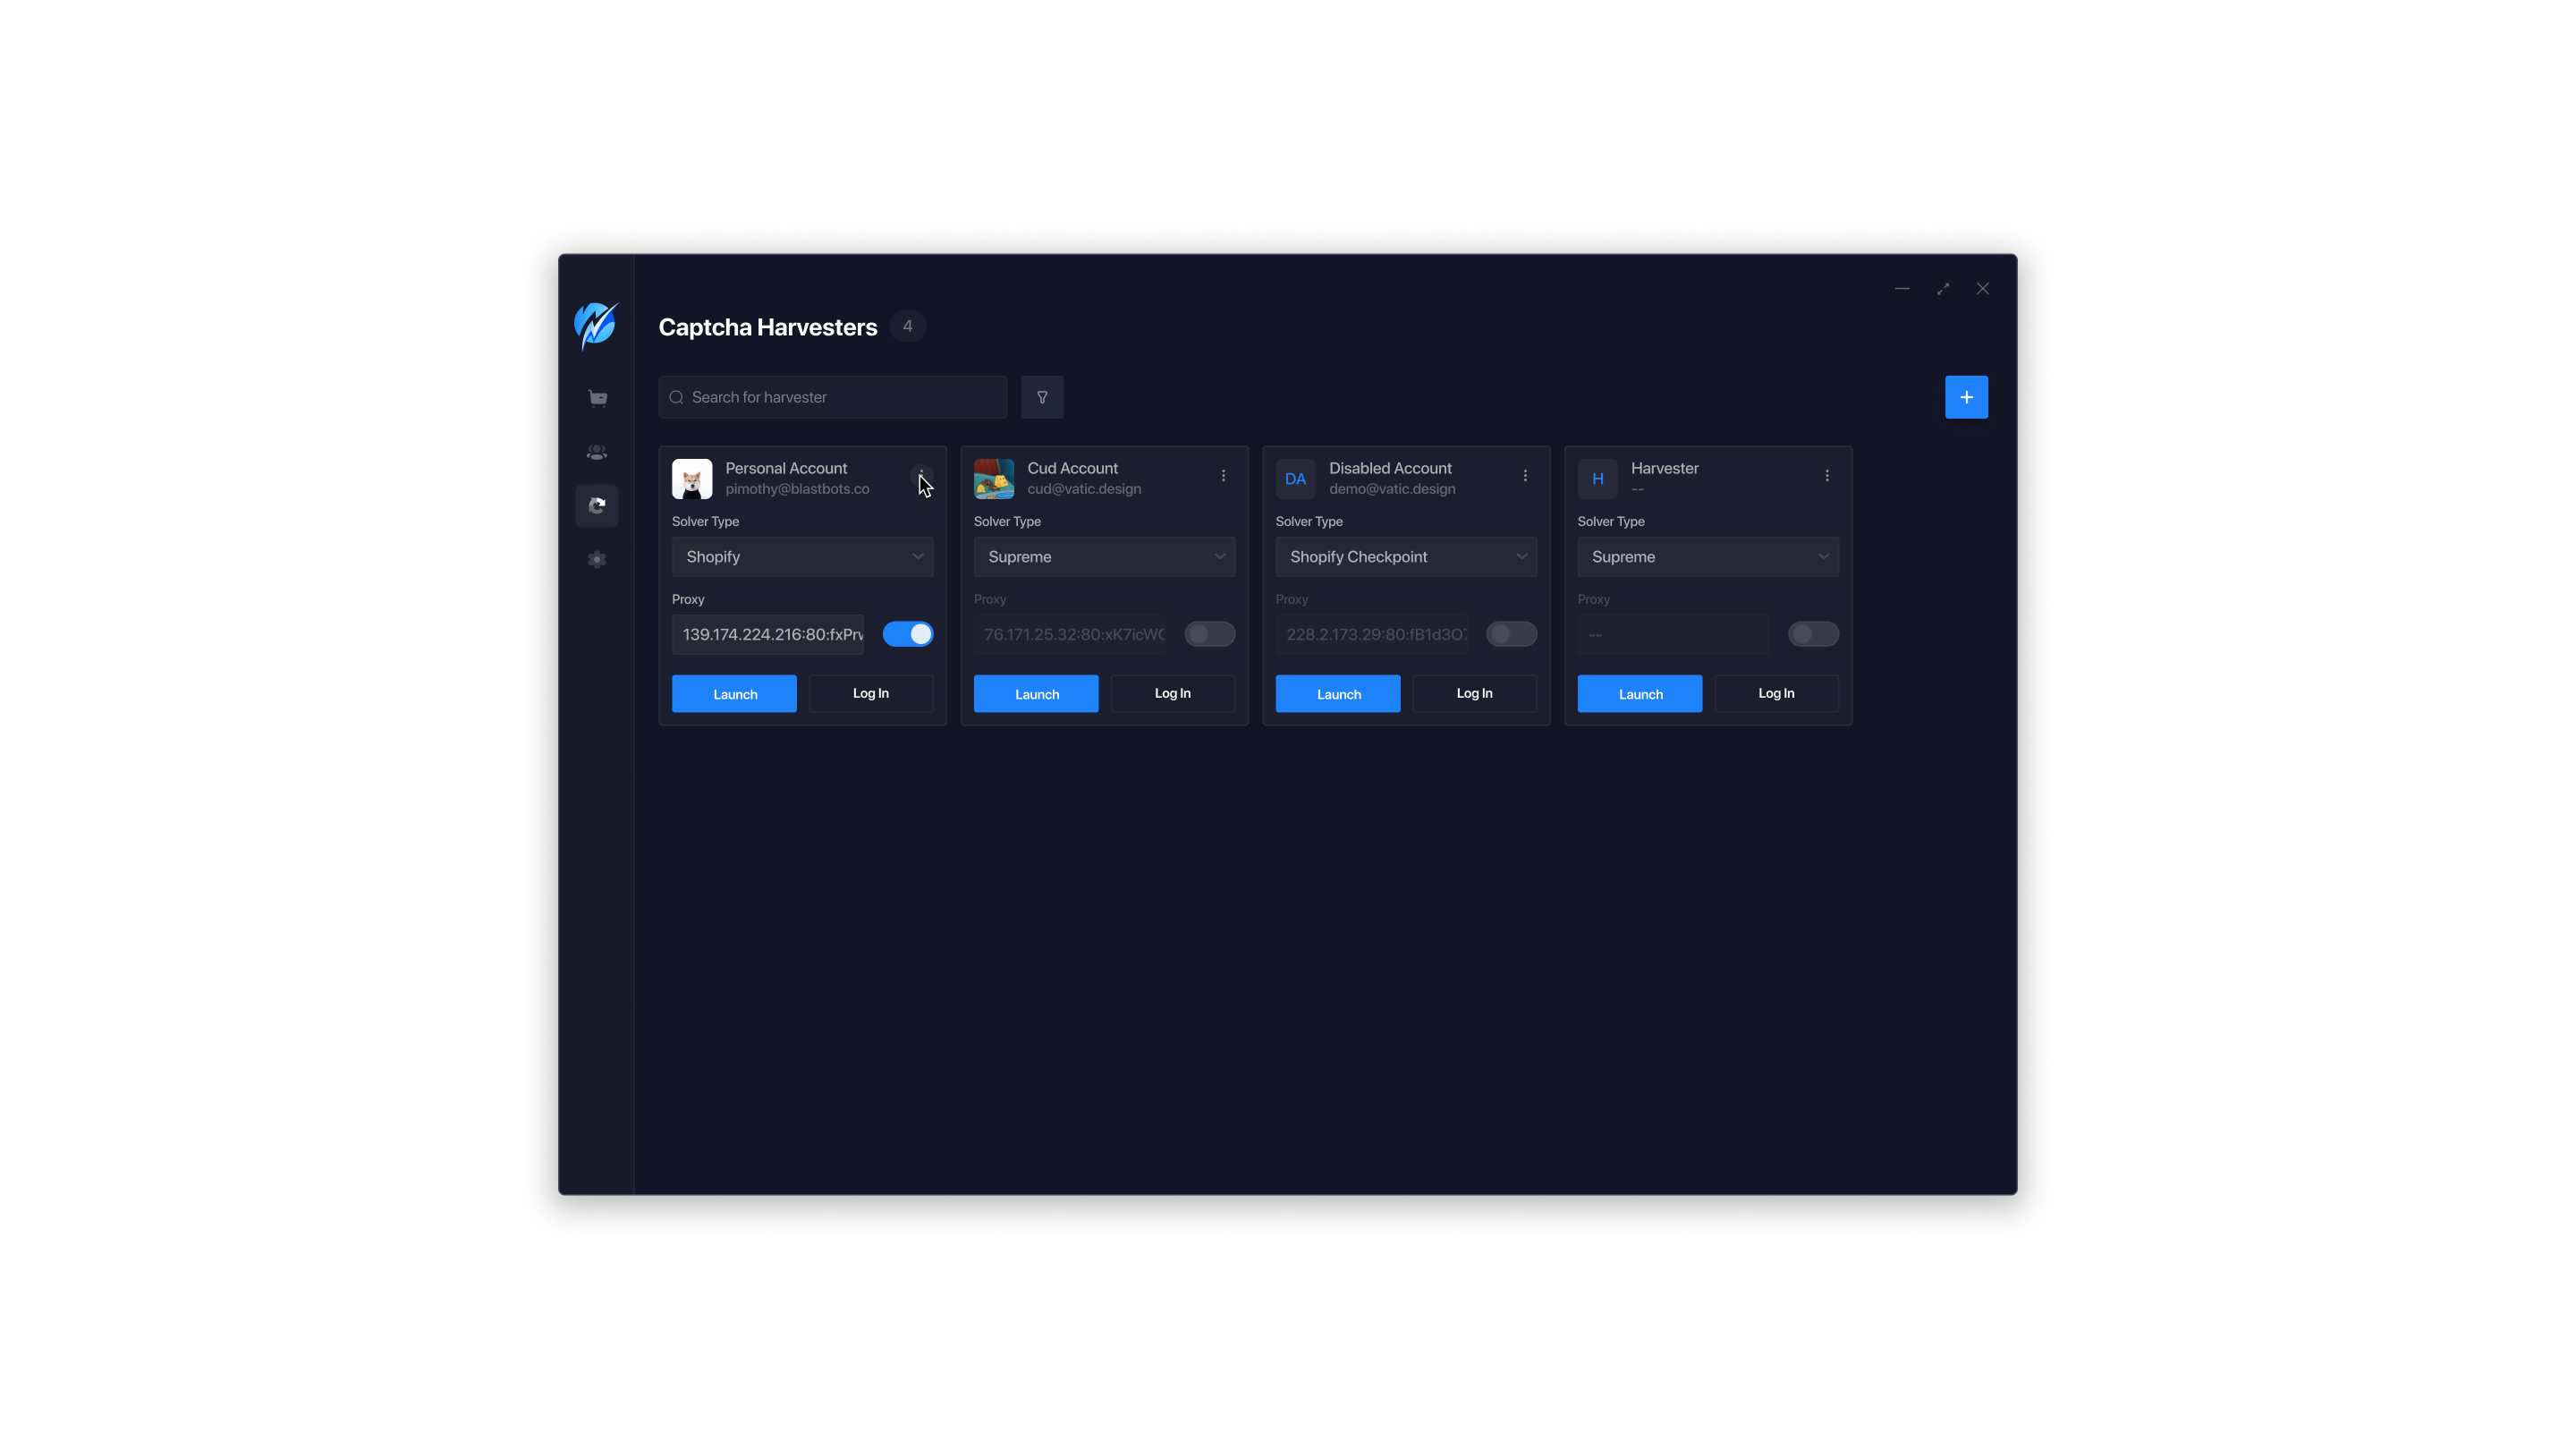 Captcha Harvesters 4
Search for harvester
Personal Account
pimothy@blastbots.co
Solver Type
Shopify
Proxy
139.174.224.216:80:fxPrv
Launch Log In
Cud Account
cud@vatic.design
Solver Type
Supreme
Proxy
76.171.25.32:80:xK7icWC
Launch Log In
DA
Disabled Account
demo@vatic.design
Solver Type
Shopify Checkpoint
Proxy
228.2.173.29:80:fB1d3O
Launch Log In
H
Harvester
--
Solver Type
Supreme
Proxy
--
Launch Log In